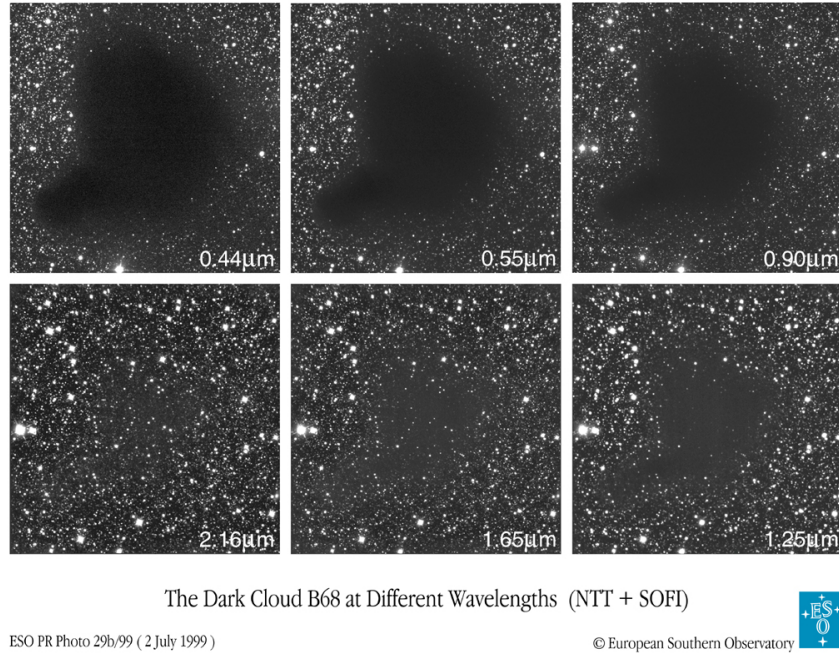 0.44µm
0.55µm
0.90µm
2.16µm
1.65µm
1.25µm
The Dark Cloud B68 at Different Wavelengths (NTT + SOFI)
ESO PR Photo 29b/99 ( 2 July 1999 )
© European Southern Observatory
ESO